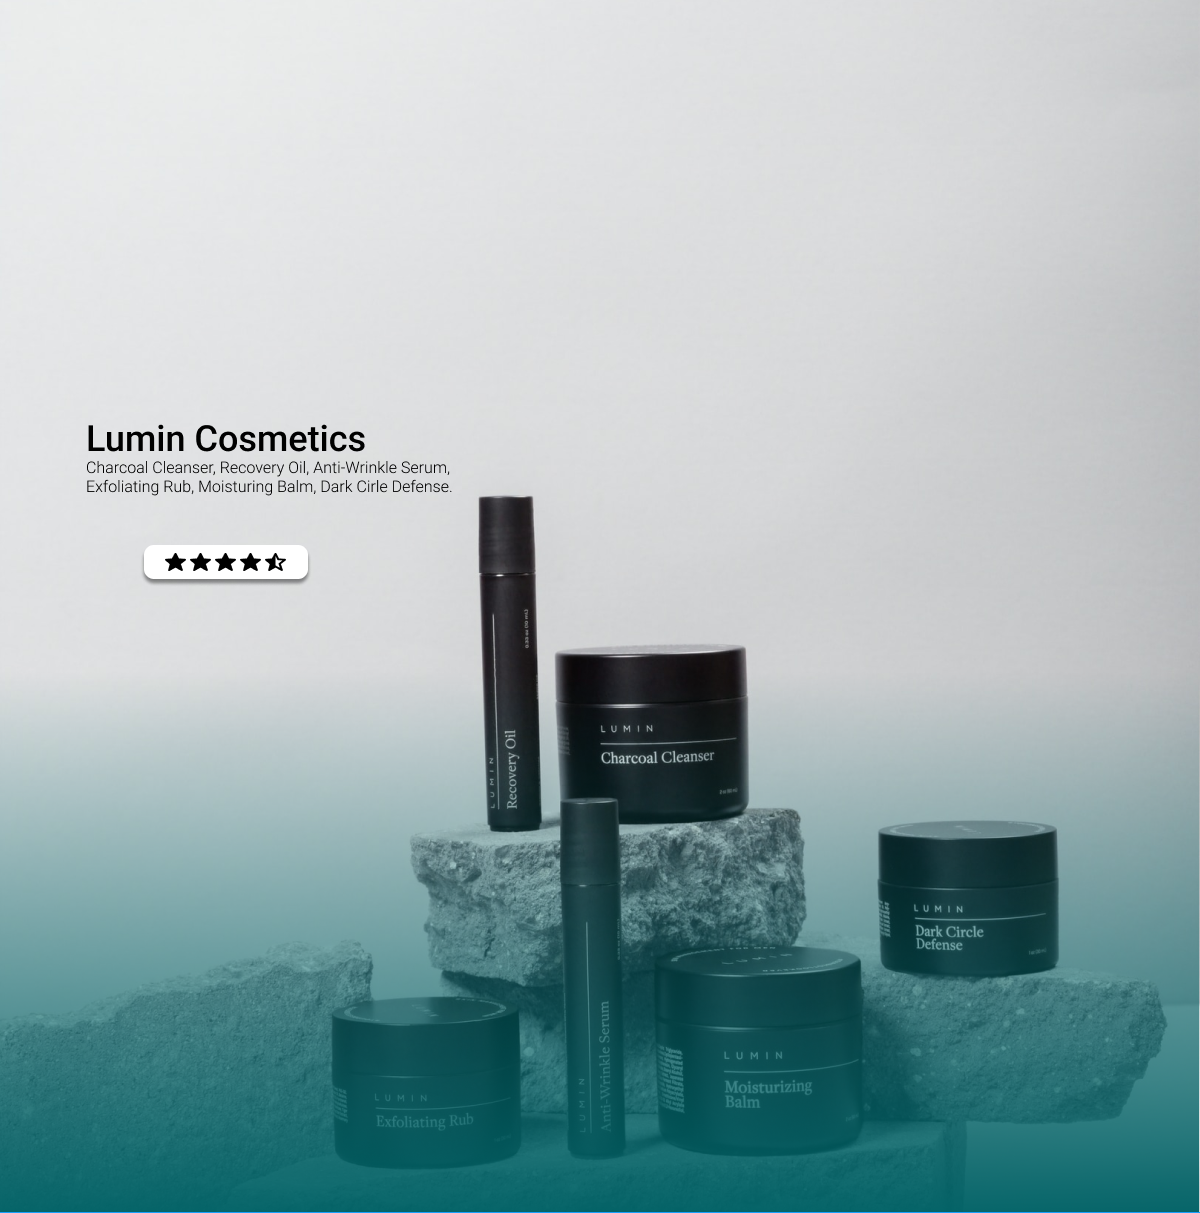 Lumin Cosmetics
Charcoal Cleanser, Recovery Oil, Anti-Wrinkle Serum,
Exfoliating Rub, Moisturing Balm, Dark Cirle Defense.
LUMIN
Recovery Oil
LUMIN
Charcoal Cleanser
LUMIN
Dark Circle
Defense
LUMIN
Anti-Wrinkle Serum
LUMIN
LUMIN
Moisturizing
Balm
LUMIN
Exfoliating Rub